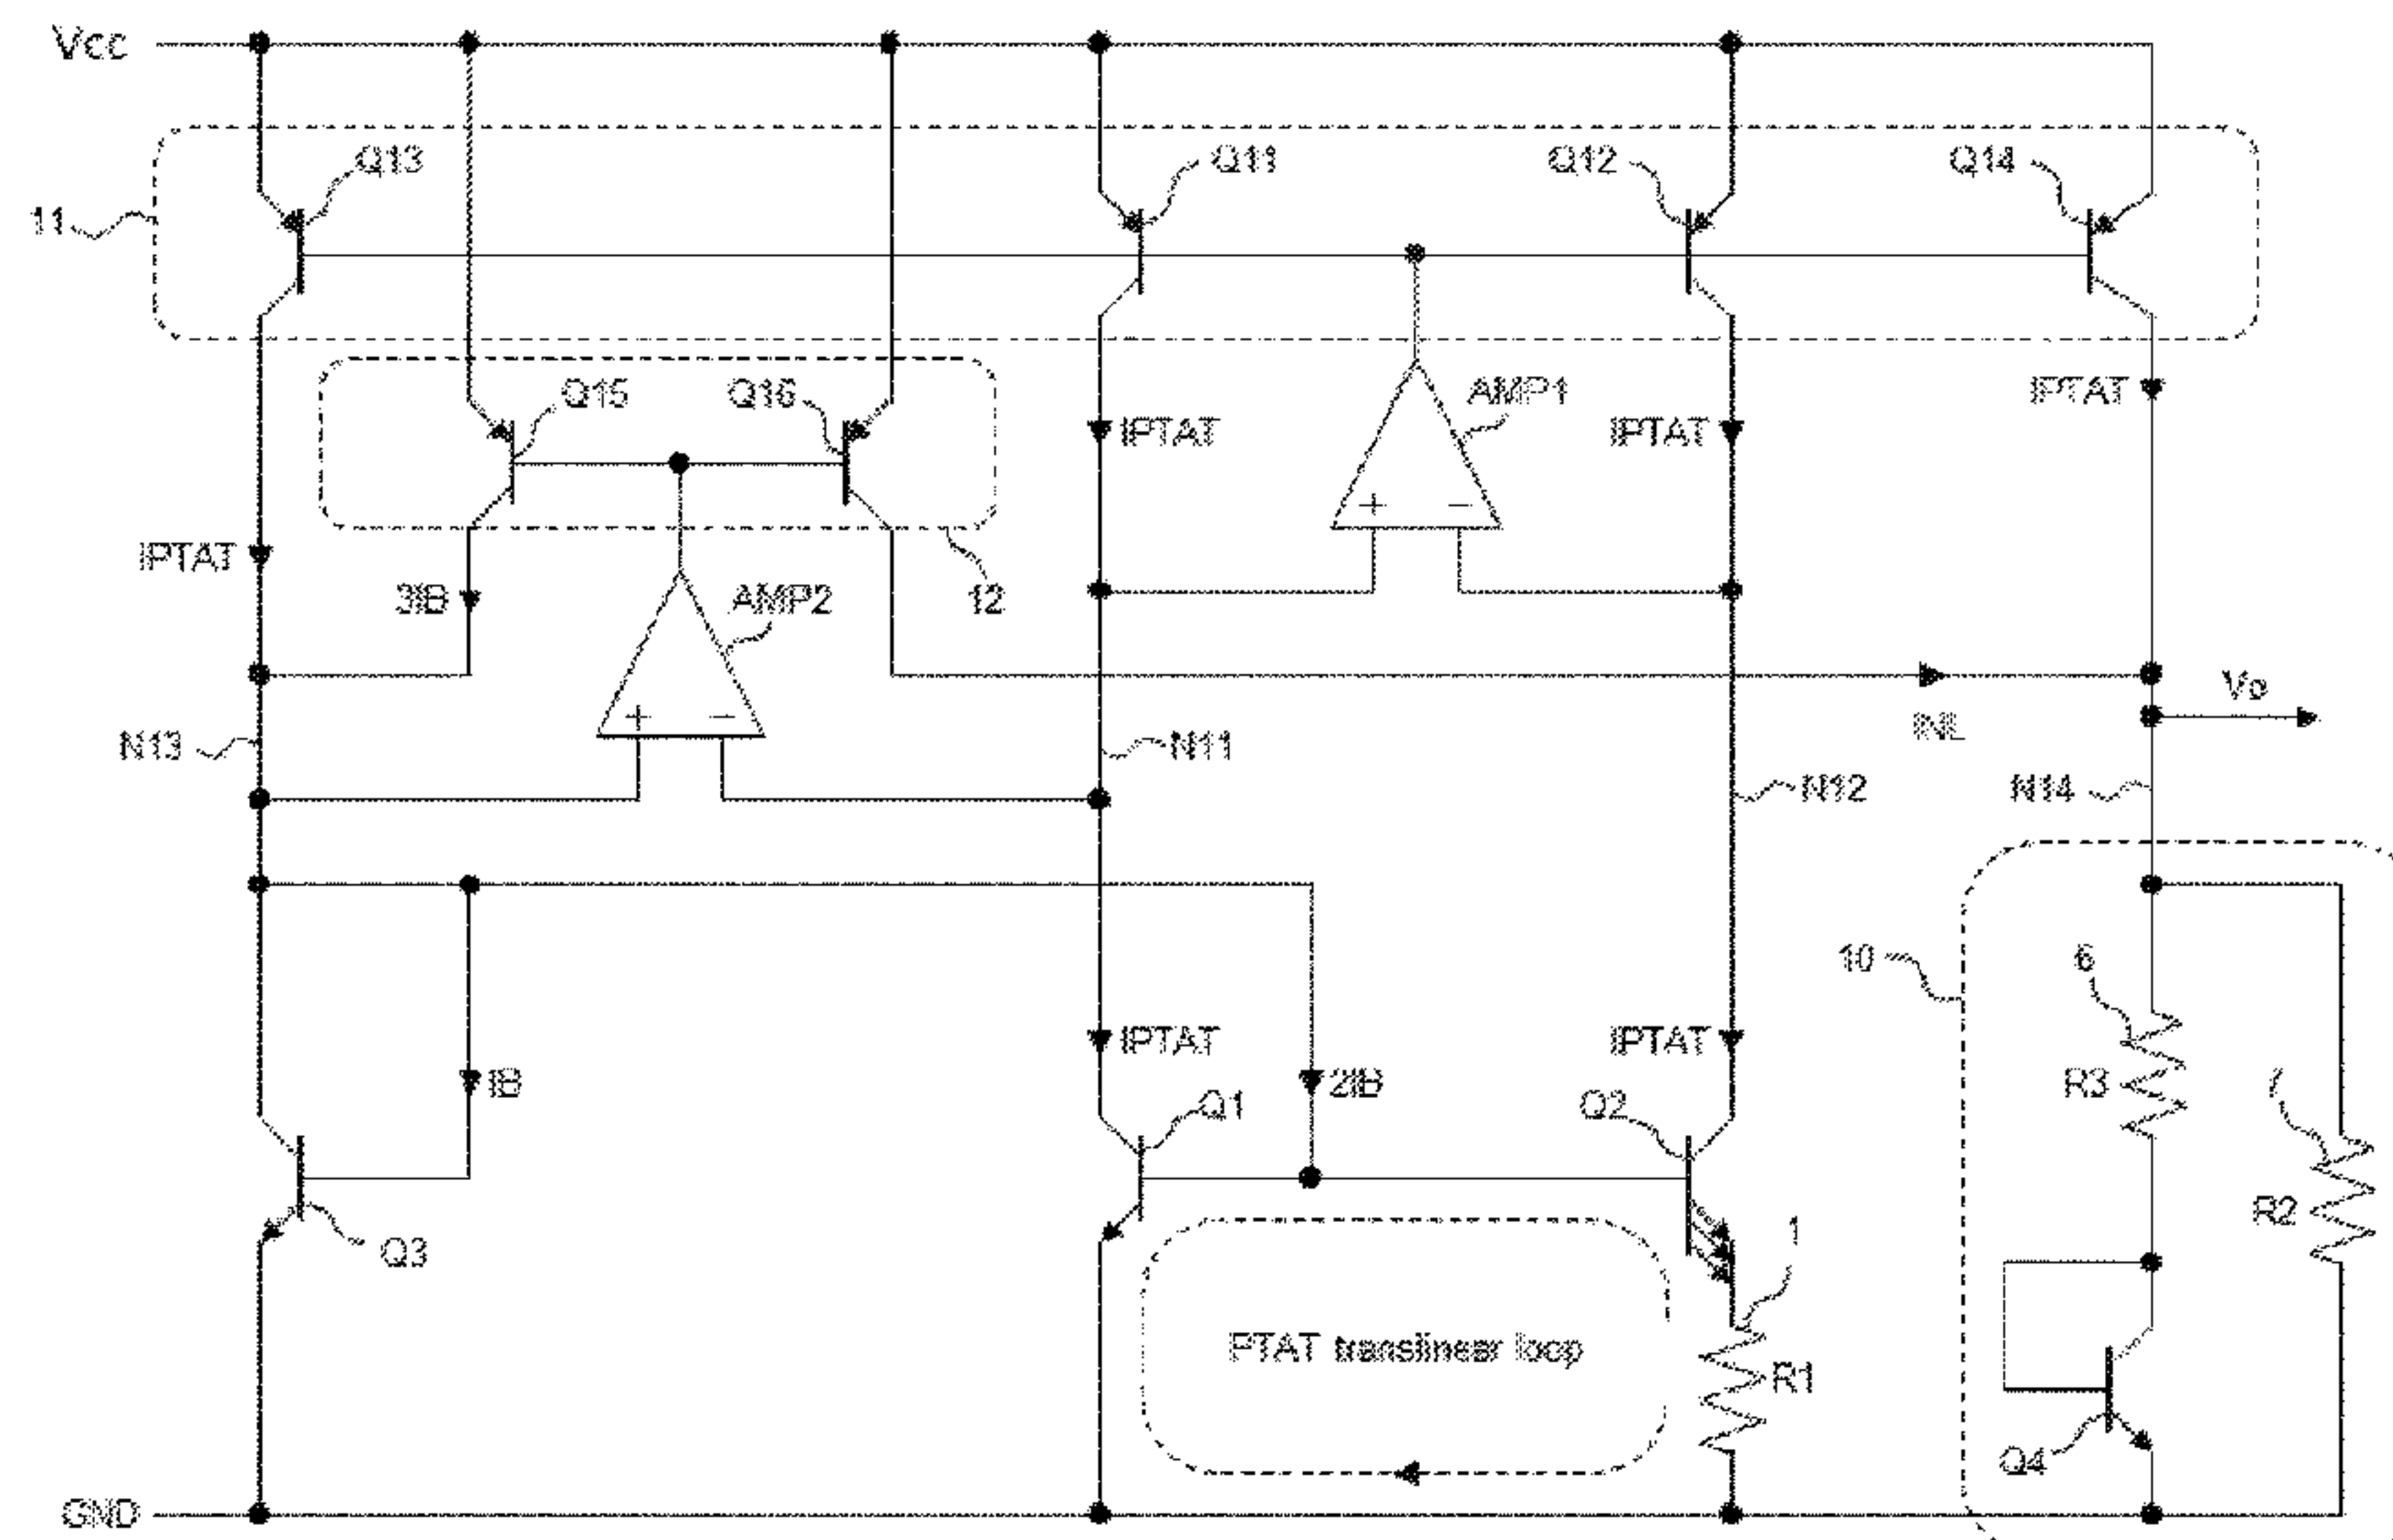 Vcc
Q13
Q11
Q12
Q14
11
Q15
Q16
AMP1
IPTAT
IPTAT
IPTAT
IPTAT
3IB
AMP2
12
+ −
+ −
Vo
N13
N11
INL
N12
N14
10
6
IPTAT
IPTAT
R3
7
IB
2IB
Q1
Q2
R2
Q3
1
PTAT translinear loop
R1
Q4
GND